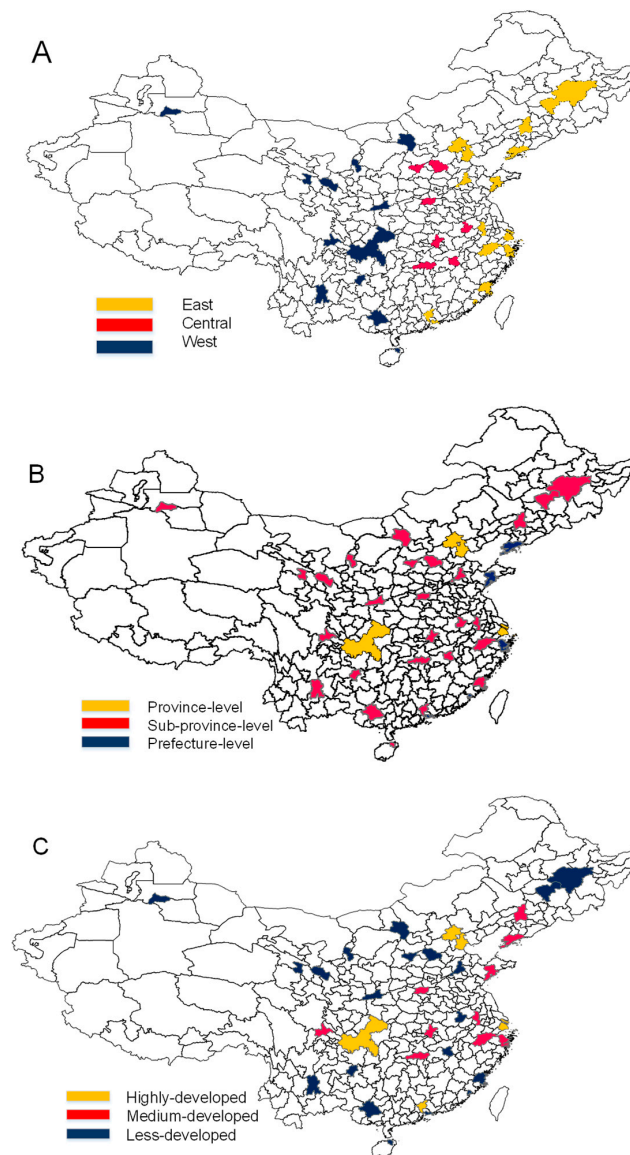 A
East
Central
West
B
Province-level
Sub-province-level
Prefecture-level
C
Highly-developed
Medium-developed
Less-developed